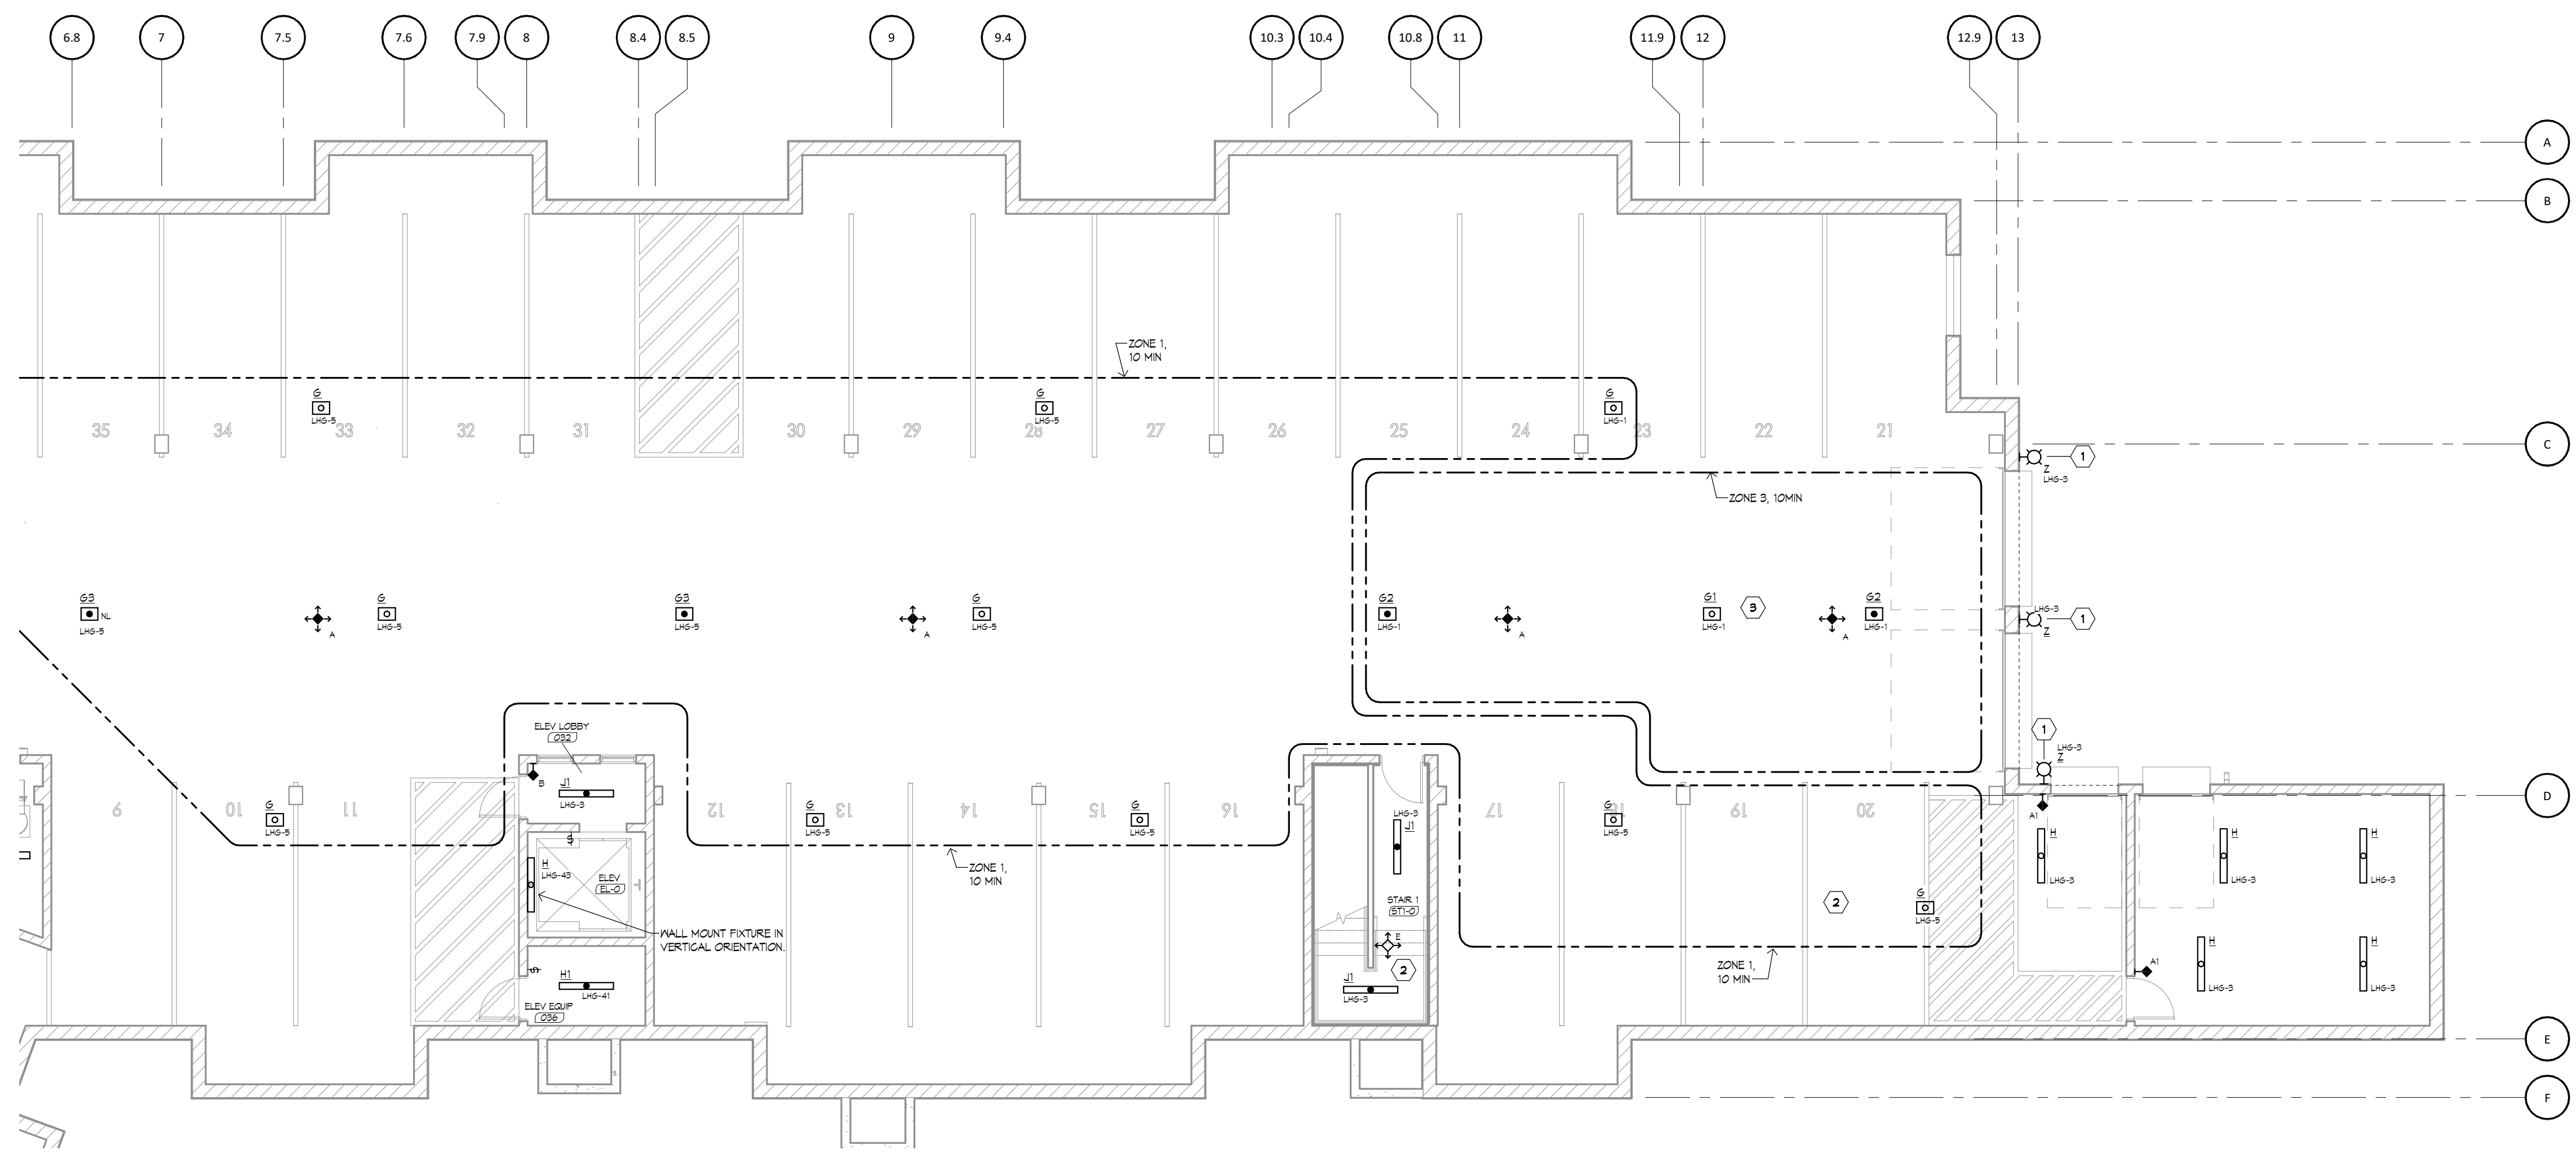 6.8 7 7.5 7.6 7.9 8 8.4 8.5 9 9.4 10.3 10.4 10.8 11 11.9 12 12.9 13
A
B
ZONE 1,
10 MIN
G
LHG-5
G
LHG-5
G
LHG-1
35 34 33 32 31 30 29 28 27 26 25 24 23 22 21
C
1
Z
LHG-3
ZONE 3, 10MIN
G3
NL
LHG-5
A
G
LHG-5
G3
LHG-5
A
G
LHG-5
G2
LHG-1
A
G1
LHG-1
3
A
G2
LHG-1
LHG-3
Z
1
ELEV LOBBY
032
B
J1
LHG-3
1
LHG-3
Z
9 10 11 12 13 14 15 16 17 18 19 20
G
LHG-5
G
LHG-5
G
LHG-5
G
LHG-5
D
LHG-3
J1
A1
H
LHG-3
H
LHG-3
H
LHG-3
ZONE 1,
10 MIN
H
LHG-43
ELEV
EL-0
STAIR 1
ST1-0
2
G
LHG-5
WALL MOUNT FIXTURE IN
VERTICAL ORIENTATION.
E
2
ZONE 1,
10 MIN
A1
H
LHG-3
H
LHG-3
H1
LHG-41
J1
LHG-3
ELEV EQUIP
036
E
F